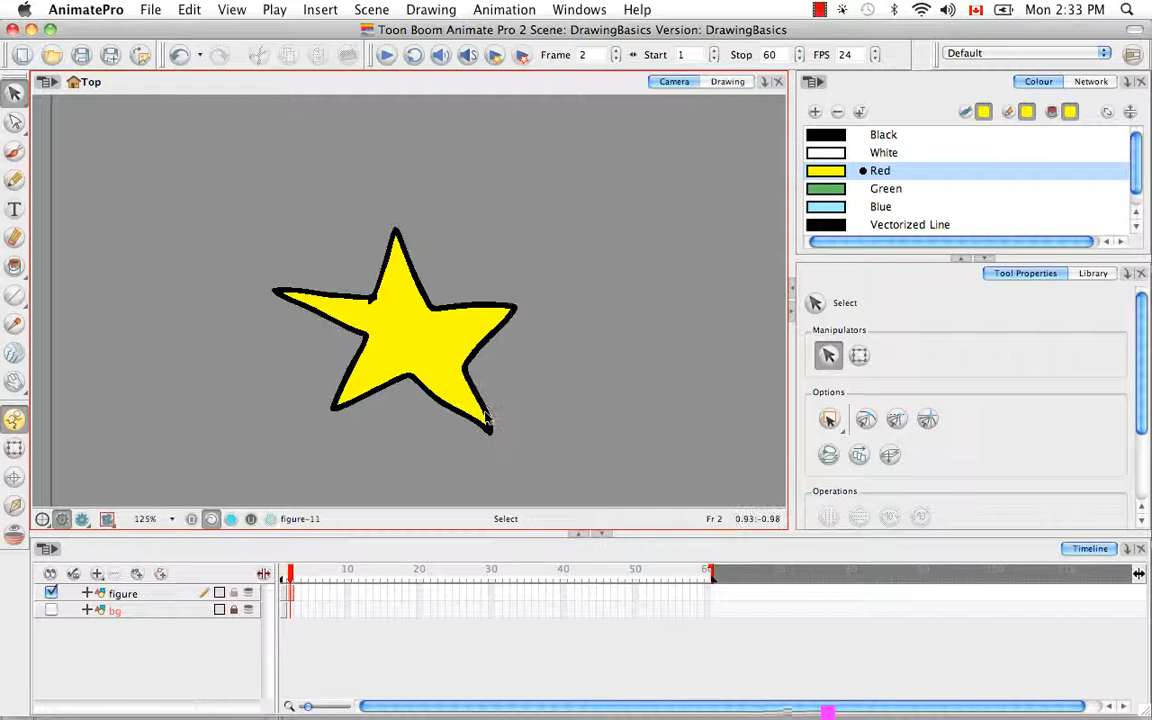 AnimatePro File Edit View Play Insert Scene Drawing Animation Windows Help Mon 2:33 PM
Toon Boom Animate Pro 2 Scene: DrawingBasics Version: DrawingBasics
Frame 2 Start 1 Stop 60 FPS 24 Default
Top Camera Drawing Colour Network
Black
White
Red
Green
Blue
Vectorized Line
Tool Properties Library
Select
Manipulators
Options
Operations
125% figure-11 Select Fr 2 0.93:-0.98
Timeline
10 20 30 40 50 60
figure
bg